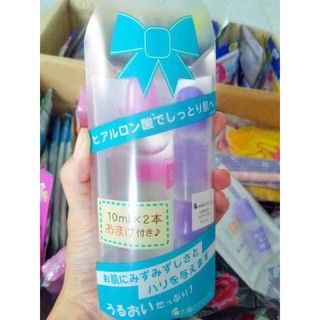 ヒアルロン酸でしっとり肌へ
10ml×2本
おまけ付き♪
お肌にみずみずしさと
ハリを与えます
うるおいたっぷり!